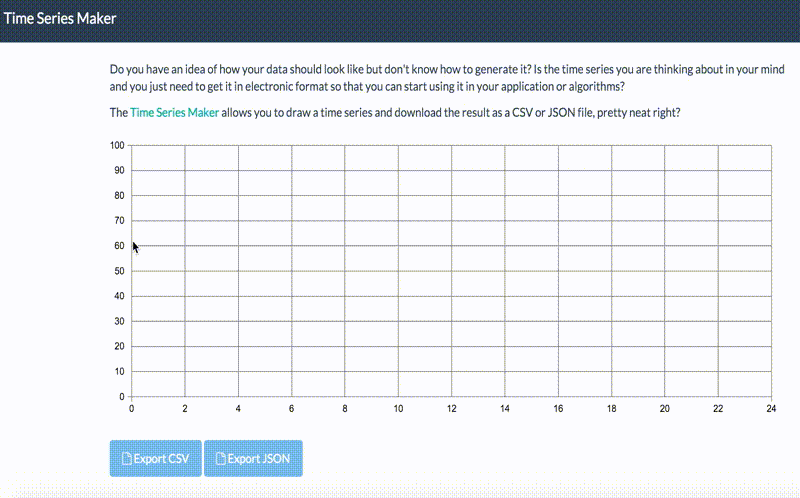 Time Series Maker
Do you have an idea of how your data should look like but don't know how to generate it? Is the time series you are thinking about in your mind
and you just need to get it in electronic format so that you can start using it in your application or algorithms?
The Time Series Maker allows you to draw a time series and download the result as a CSV or JSON file, pretty neat right?
100
90
80
70
60
50
40
30
20
10
0
0 2 4 6 8 10 12 14 16 18 20 22 24
Export CSV Export JSON